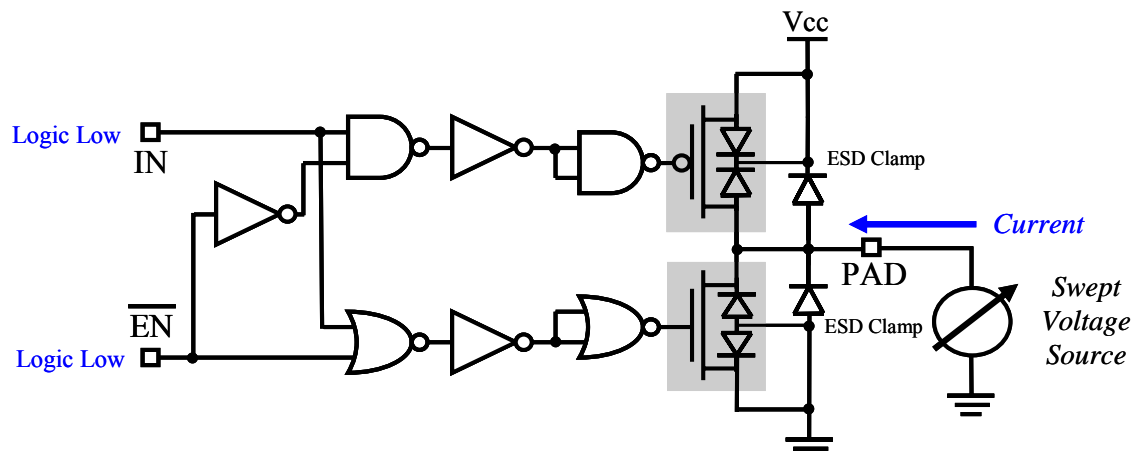 Vcc
Logic Low
IN
ESD Clamp
Current
PAD
EN
Logic Low
ESD Clamp
Swept
Voltage
Source